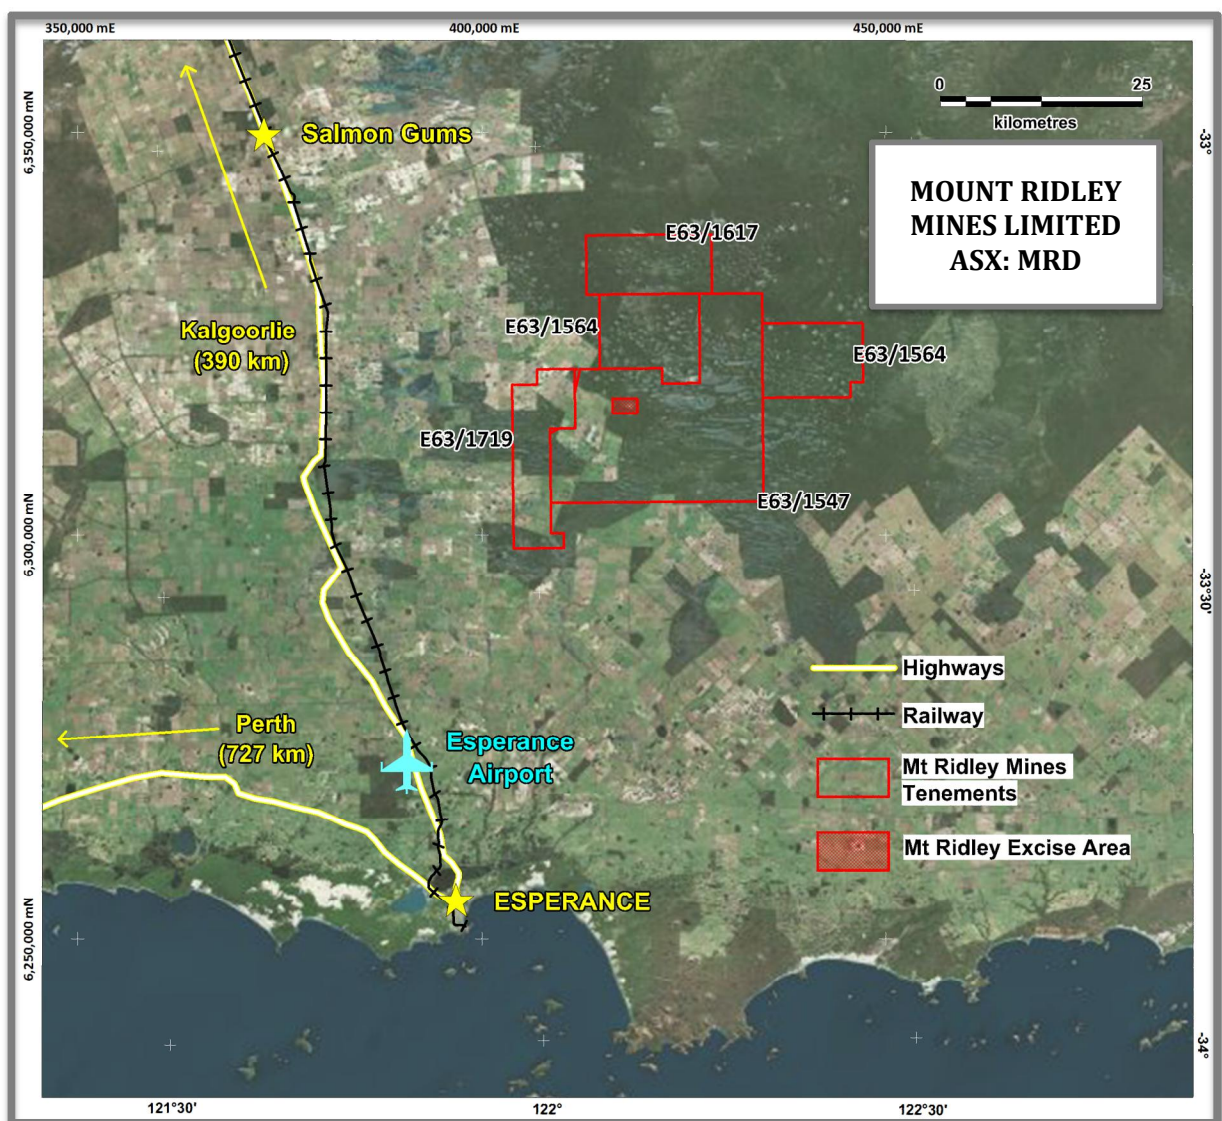 350,000 mE
400,000 mE
450,000 mE
0
25
kilometres
6,350,000 mN
-33°
Salmon Gums
MOUNT RIDLEY
MINES LIMITED
ASX: MRD
E63/1617
Kalgoorlie
(390 km)
E63/1564
E63/1564
E63/1719
E63/1547
6,300,000 mN
-33°30
Highways
Railway
Perth
(727 km)
Esperance
Airport
Mt Ridley Mines
Tenements
Mt Ridley Excise Area
ESPERANCE
6,250,000 mN
-34°
121°30'
122°
122°30'